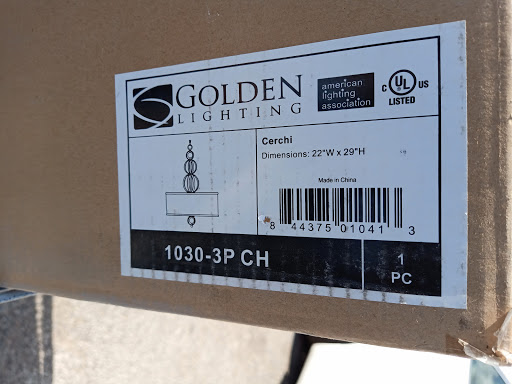 GOLDEN
LIGHTING
american
lighting
association
C UL US
LISTED
Cerchi
Dimensions: 22"W x 29"H
Made in China
8 44375 01041 3
1030-3P CH
1
PC